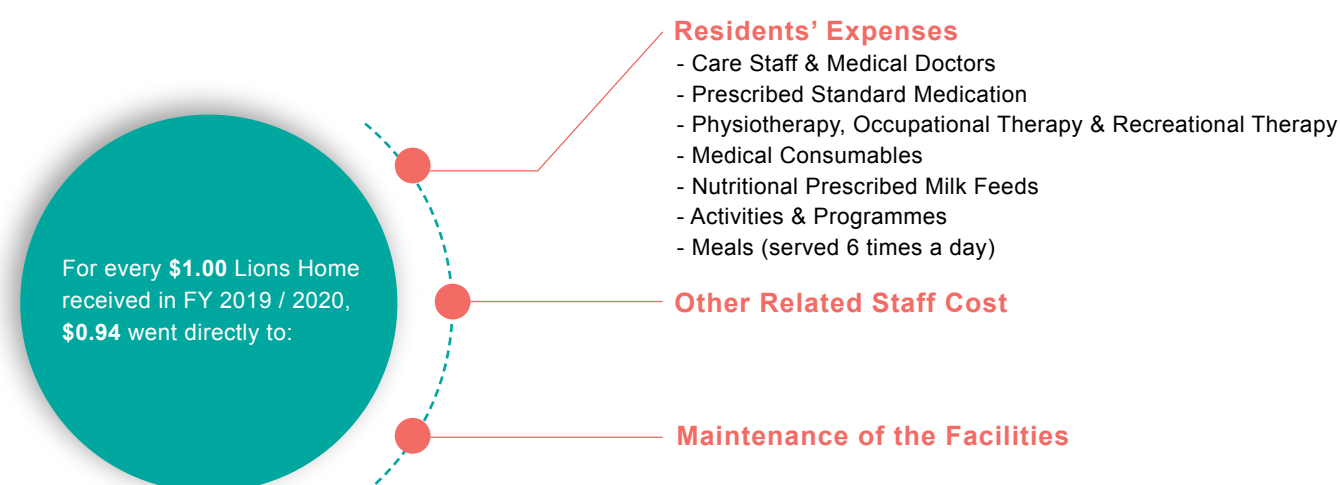 For every $1.00 Lions Home
received in FY 2019 / 2020,
$0.94 went directly to:
Residents’ Expenses
- Care Staff & Medical Doctors
- Prescribed Standard Medication
- Physiotherapy, Occupational Therapy & Recreational Therapy
- Medical Consumables
- Nutritional Prescribed Milk Feeds
- Activities & Programmes
- Meals (served 6 times a day)
Other Related Staff Cost
Maintenance of the Facilities